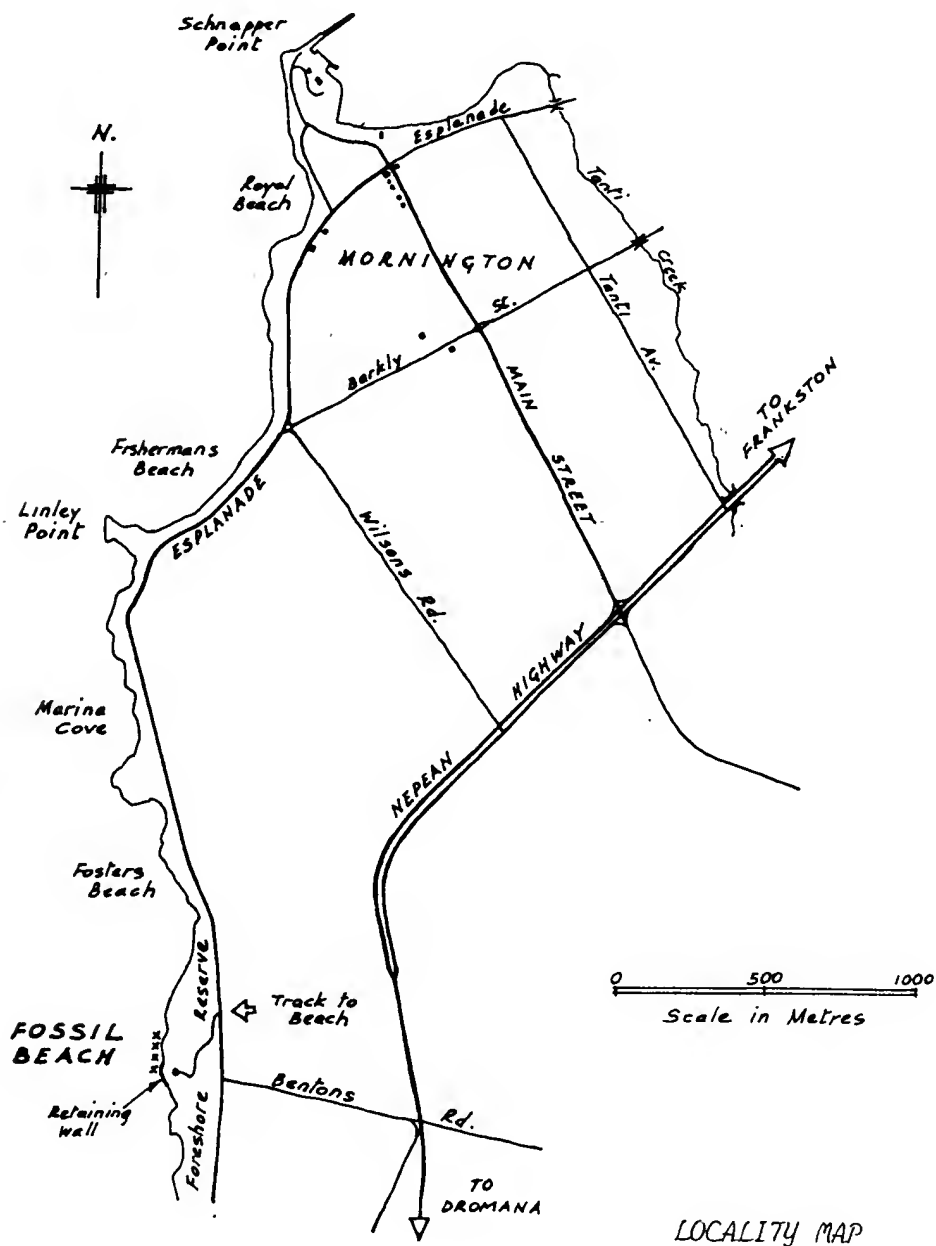 Schnapper
Point
N.
Esplanade
Royal
Beach
Tanti
Creek
MORNINGTON
Tanti
Av.
Barkly
St.
MAIN
STREET
TO
FRANKSTON
Fishermans
Beach
Linley
Point
ESPLANADE
Wilsons
Rd.
NEPEAN
HIGHWAY
Marina
Cove
Fosters
Beach
0 500 1000
Scale in Metres
Reserve
Track to
Beach
FOSSIL
BEACH
Retaining
Wall
Foreshore
Bentons
Rd.
TO
DROMANA
LOCALITY MAP